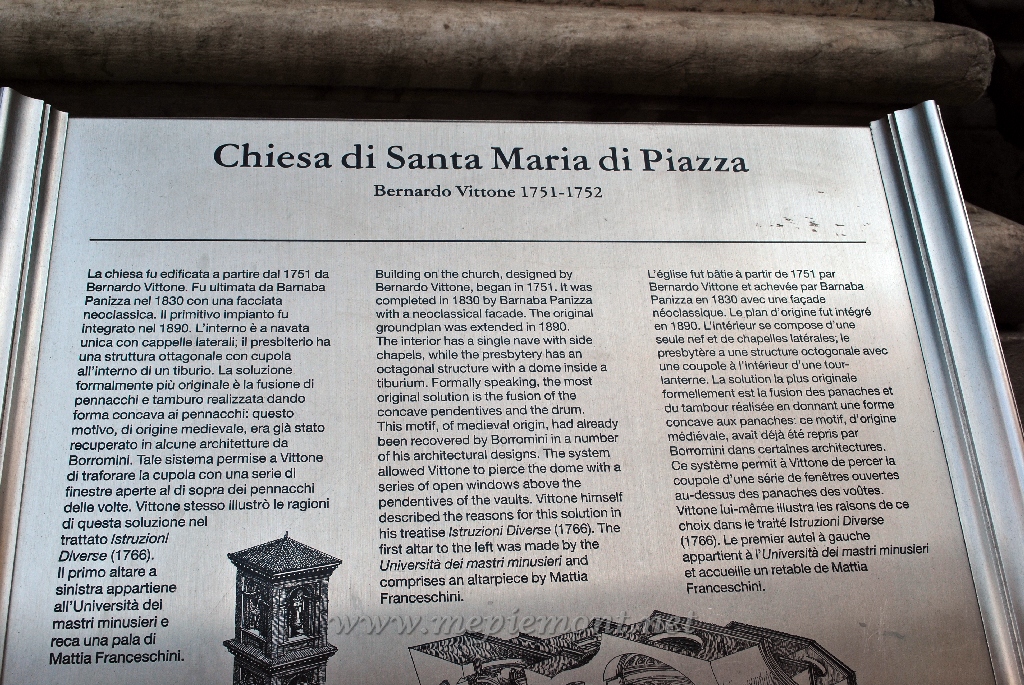 Chiesa di Santa Maria di Piazza
Bernardo Vittone 1751-1752
La chiesa fu edificata a partire dal 1751 da
Bernardo Vittone. Fu ultimata da Barnaba
Panizza nel 1830 con una facciata
neoclassica. Il primitivo impianto fu
integrato nel 1890. L'interno è a navata
unica con cappelle laterali; il presbiterio ha
una struttura ottagonale con cupola
all'interno di un tiburio. La soluzione
formalmente più originale è la fusione di
pennacchi e tamburo realizzata dando
forma concava ai pennacchi: questo
motivo, di origine medievale, era già stato
recuperato in alcune architetture da
Borromini. Tale sistema permise a Vittone
di traforare la cupola con una serie di
finestre aperte al di sopra dei pennacchi
delle volte. Vittone stesso illustrò le ragioni
di questa soluzione nel
trattato Istruzioni
Diverse (1766).
Il primo altare a
sinistra appartiene
all'Università dei
mastri minusieri e
reca una pala di
Mattia Franceschini.
Building on the church, designed by
Bernardo Vittone, began in 1751. It was
completed in 1830 by Barnaba Panizza
with a neoclassical facade. The original
groundplan was extended in 1890.
The interior has a single nave with side
chapels, while the presbytery has an
octagonal structure with a dome inside a
tiburium. Formally speaking, the most
original solution is the fusion of the
concave pendentives and the drum.
This motif, of medieval origin, had already
been recovered by Borromini in a number
of his architectural designs. The system
allowed Vittone to pierce the dome with a
series of open windows above the
pendentives of the vaults. Vittone himself
described the reasons for this solution in
his treatise Istruzioni Diverse (1766). The
first altar to the left was made by the
Università dei mastri minusieri and
comprises an altarpiece by Mattia
Franceschini.
L'église fut bâtie à partir de 1751 par
Bernardo Vittone et achevée par Barnaba
Panizza en 1830 avec une façade
néoclassique. Le plan d'origine fut intégré
en 1890. L'intérieur se compose d'une
seule nef et de chapelles latérales; le
presbytère a une structure octogonale avec
une coupole à l'intérieur d'une tour-
lanterne. La solution la plus originale
formellement est la fusion des panaches et
du tambour réalisée en donnant une forme
concave aux panaches: ce motif, d'origine
médiévale, avait déjà été repris par
Borromini dans certaines architectures.
Ce système permit à Vittone de percer la
coupole d'une série de fenêtres ouvertes
au-dessus des panaches des voûtes.
Vittone lui-même illustra les raisons de ce
choix dans le traité Istruzioni Diverse
(1766). Le premier autel à gauche
appartient à l'Università dei mastri minusieri
et accueille un retable de Mattia
Franceschini.
www.mepiemont.net